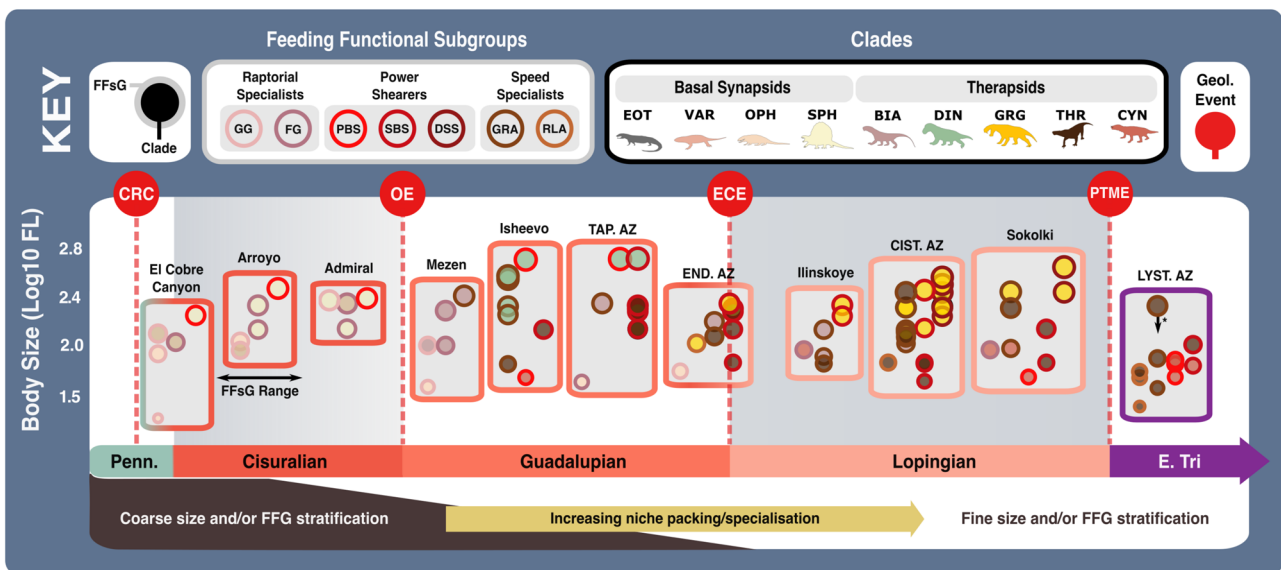 KEY
FFsG
Clade
Feeding Functional Subgroups
Raptorial
Specialists
Power
Shearers
Speed
Specialists
GG
FG
PBS
SBS
DSS
GRA
RLA
Clades
Basal Synapsids
Therapsids
EOT
VAR
OPH
SPH
BIA
DIN
GRG
THR
CYN
Geol.
Event
CRC
OE
ECE
PTME
Body Size (Log10 FL)
2.8
2.4
2.0
1.5
El Cobre
Canyon
Arroyo
Admiral
FFsG Range
Mezen
Isheevo
TAP. AZ
END. AZ
Ilinskoye
CIST. AZ
Sokolki
LYST. AZ
*
Penn.
Cisuralian
Guadalupian
Lopingian
E. Tri
Coarse size and/or FFG stratification
Increasing niche packing/specialisation
Fine size and/or FFG stratification